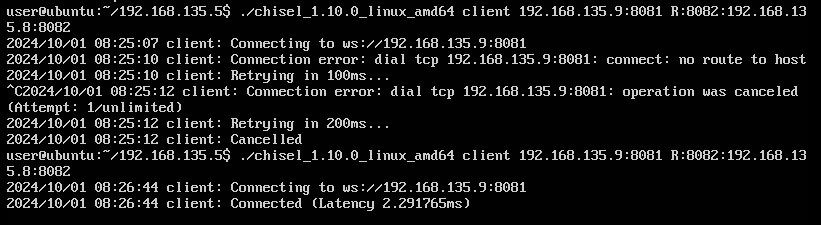 user@ubuntu:~/192.168.135.5$ ./chisel_1.10.0_linux_amd64 client 192.168.135.9:8081 R:8082:192.168.13
5.8:8082
2024/10/01 08:25:07 client: Connecting to ws://192.168.135.9:8081
2024/10/01 08:25:10 client: Connection error: dial tcp 192.168.135.9:8081: connect: no route to host
2024/10/01 08:25:10 client: Retrying in 100ms...
^C2024/10/01 08:25:12 client: Connection error: dial tcp 192.168.135.9:8081: operation was canceled
(Attempt: 1/unlimited)
2024/10/01 08:25:12 client: Retrying in 200ms...
2024/10/01 08:25:12 client: Cancelled
user@ubuntu:~/192.168.135.5$ ./chisel_1.10.0_linux_amd64 client 192.168.135.9:8081 R:8082:192.168.13
5.8:8082
2024/10/01 08:26:44 client: Connecting to ws://192.168.135.9:8081
2024/10/01 08:26:44 client: Connected (Latency 2.291765ms)